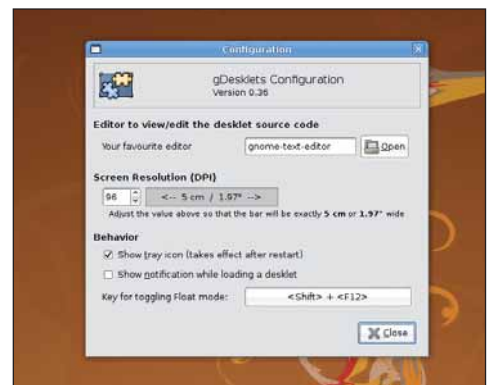 Configuration
gDesklets Configuration
Version 0.36
Editor to view/edit the desklet source code
Your favourite editor
gnome-text-editor
Open
Screen Resolution (DPI)
96
<-- 5 cm / 1.97" -->
Adjust the value above so that the bar will be exactly 5 cm or 1.97" wide
Behavior
Show tray icon (takes effect after restart)
Show notification while loading a desklet
Key for toggling Float mode:
<Shift> + <F12>
Close